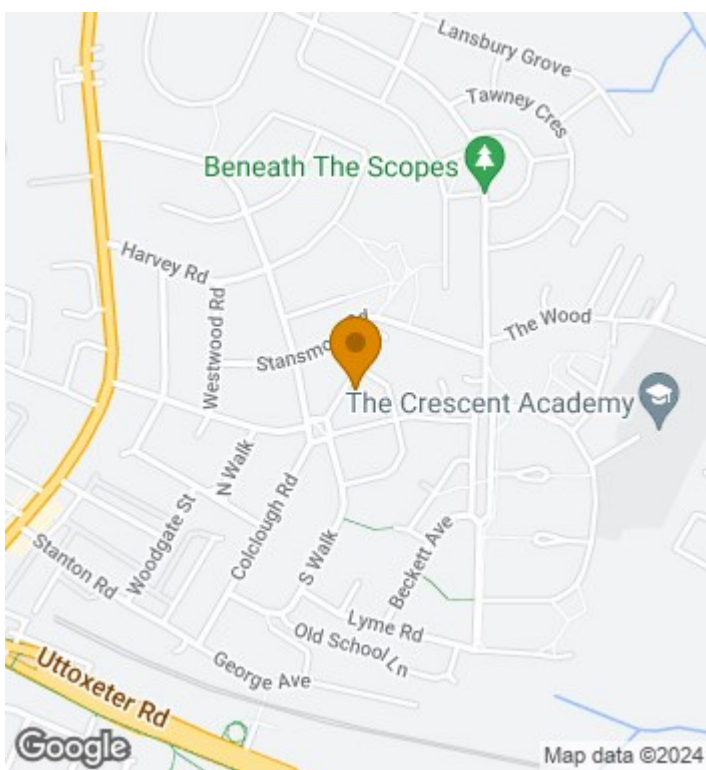 Lansbury Grove
Tawney Cres
Beneath The Scopes
Harvey Rd
Westwood Rd
The Wood
The Crescent Academy
N Walk
Colclough Rd
Woodgate St
S Walk
Beckett Ave
Stanton Rd
Lyme Rd
Old School Ln
George Ave
Uttoxeter Rd
Google
Map data ©2024